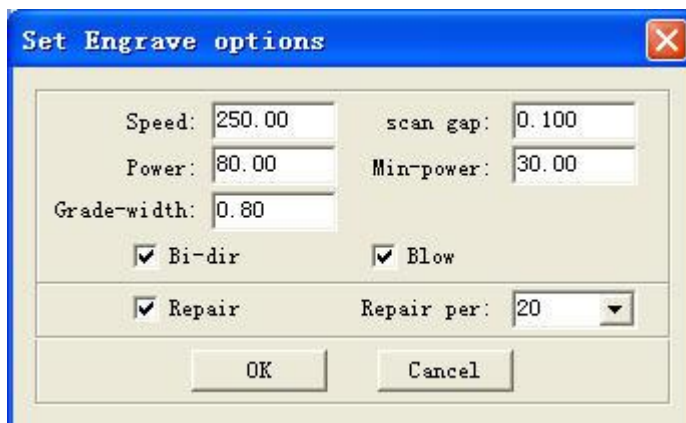 Set Engrave options
Speed: 250.00 scan gap: 0.100
Power: 80.00 Min-power: 30.00
Grade-width: 0.80
Bi-dir Blow
Repair Repair per: 20
OK Cancel